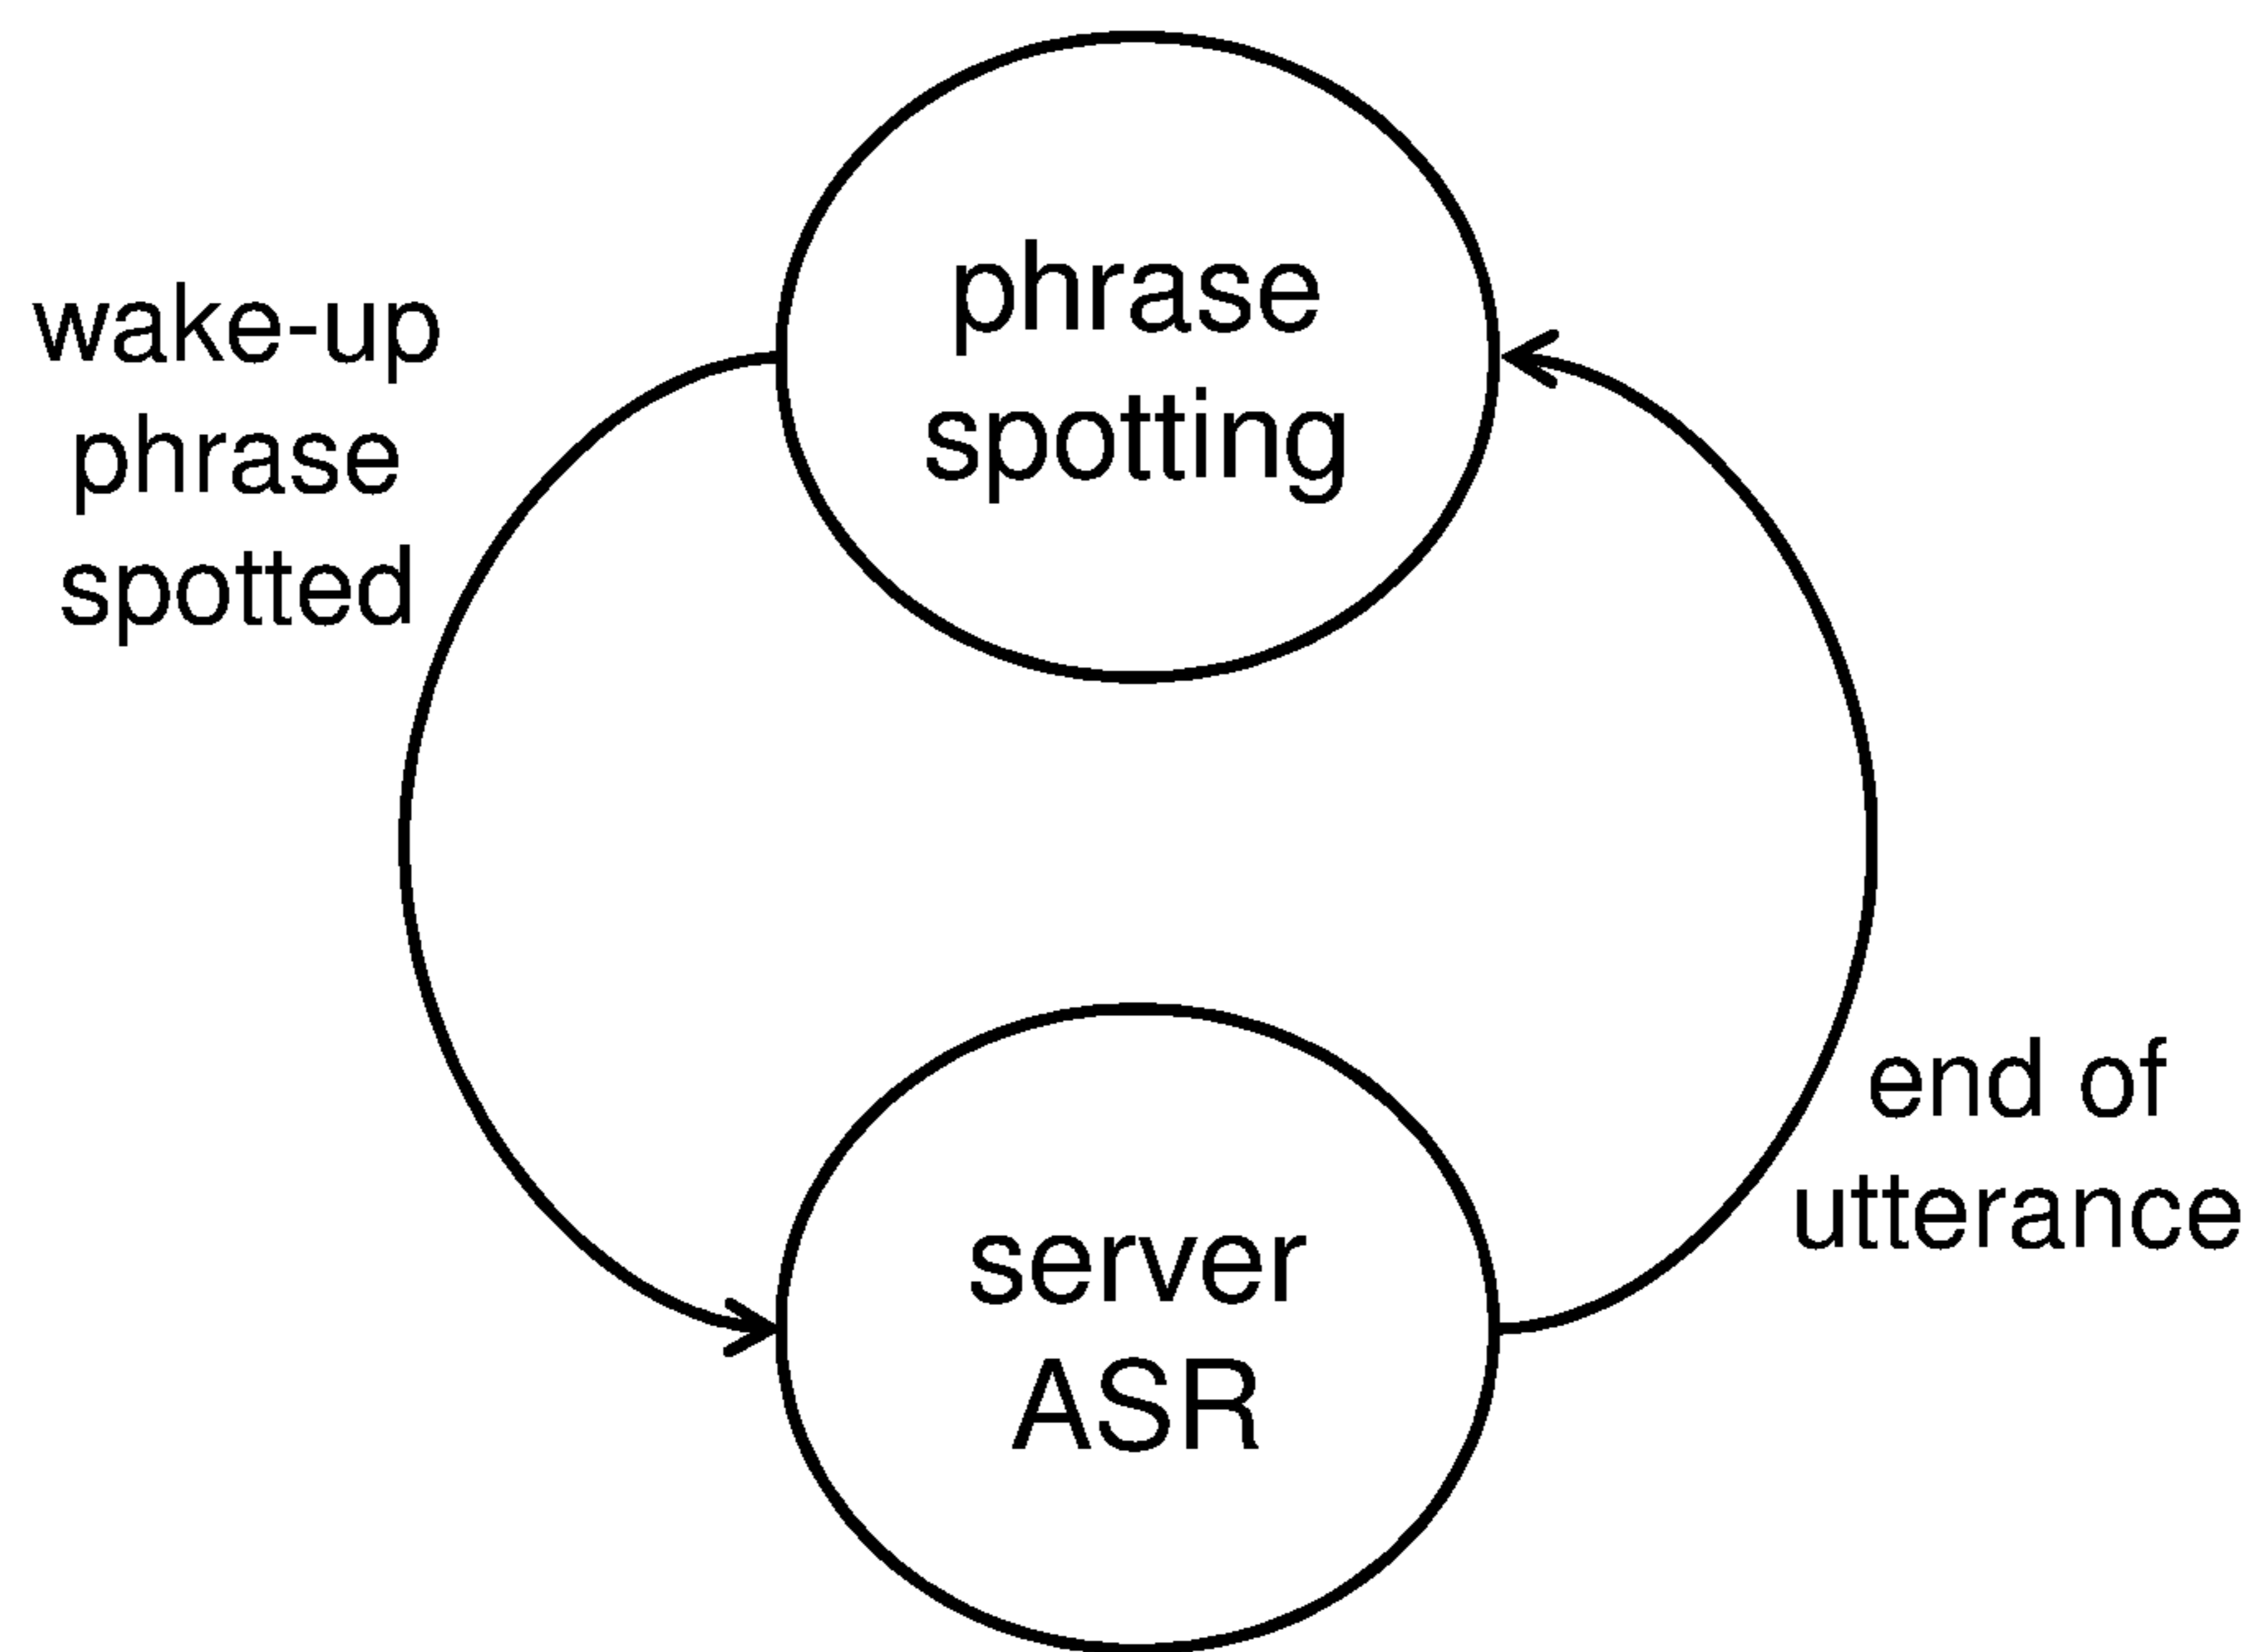 phrase
spotting
wake-up
phrase
spotted
server
ASR
end of
utterance